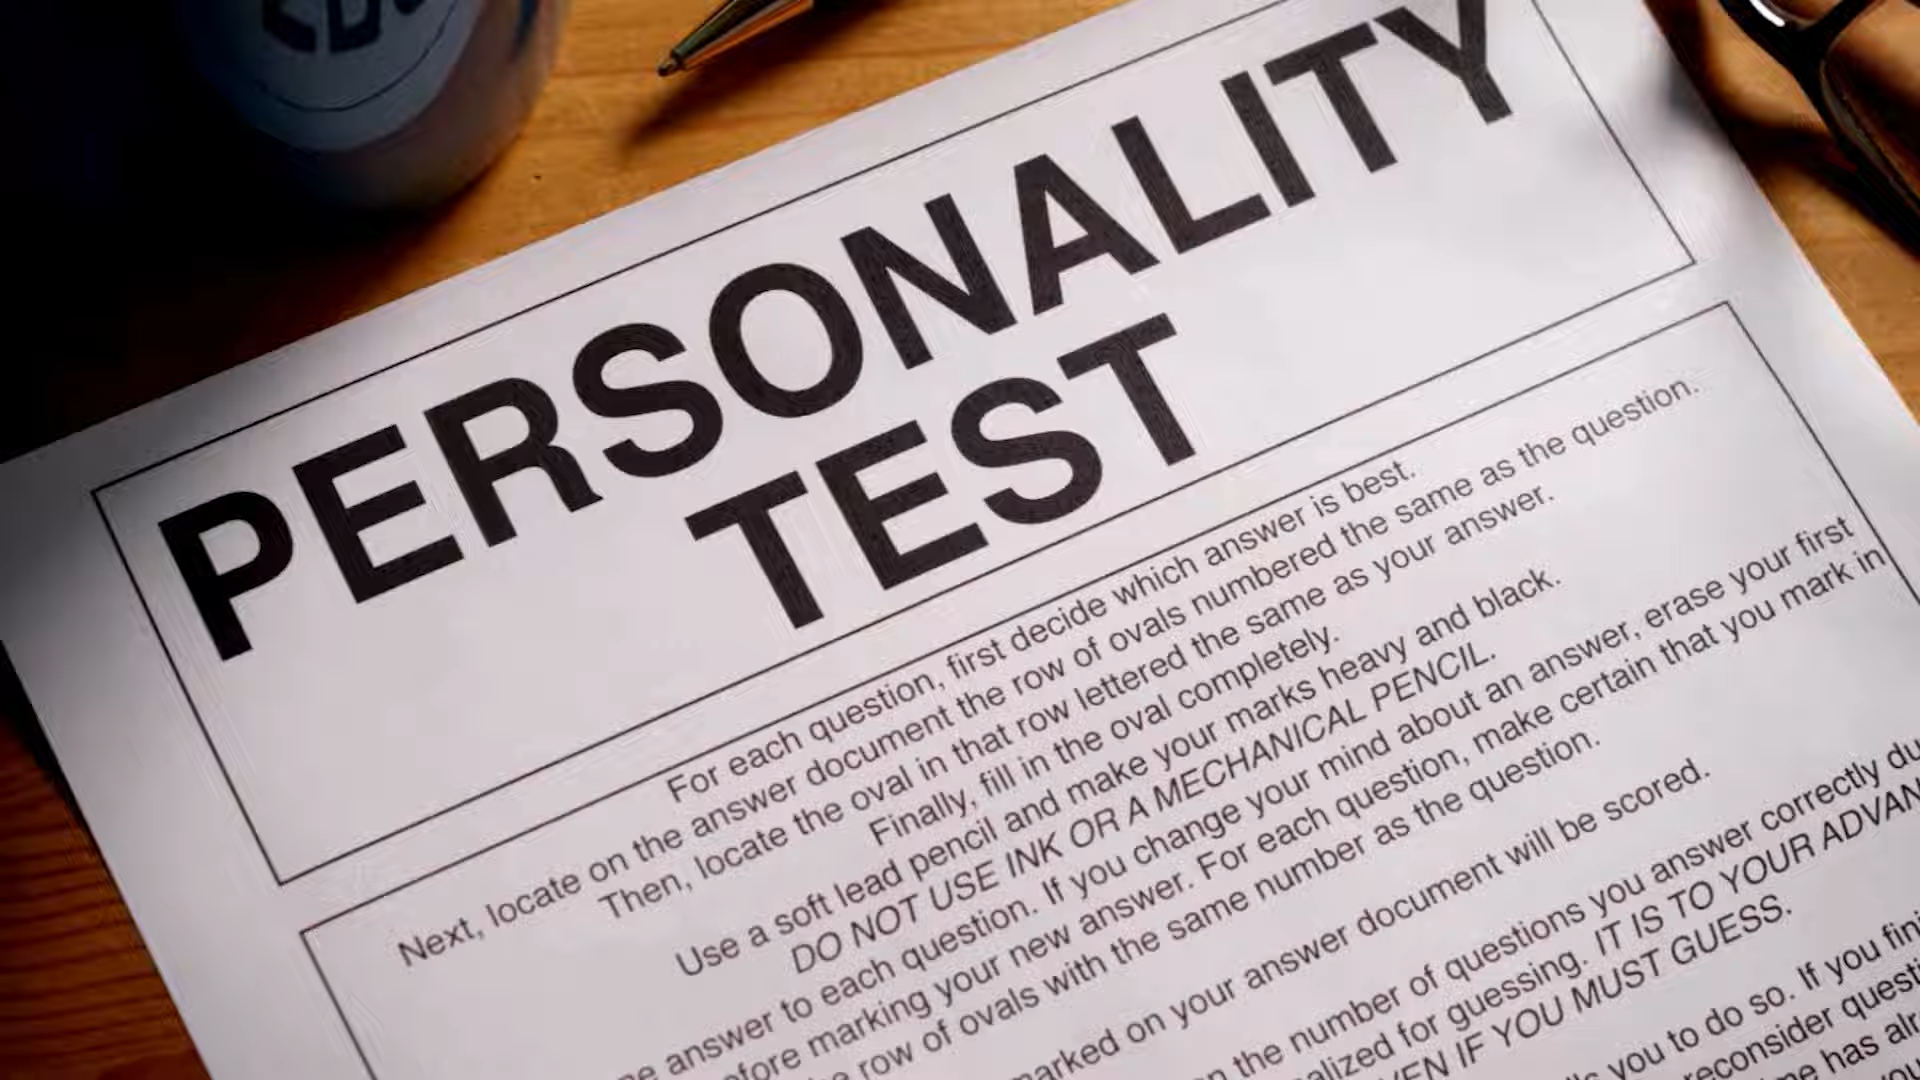 PERSONALITY
TEST
For each question, first decide which answer is best.
Next, locate on the answer document the row of ovals numbered the same as the question.
Then, locate the oval in that row lettered the same as your answer.
Finally, fill in the oval completely.
Use a soft lead pencil and make your marks heavy and black.
DO NOT USE INK OR A MECHANICAL PENCIL.
answer to each question. If you change your mind about an answer, erase your first
marking your new answer. For each question, make certain that you mark in
row of ovals with the same number as the question.
marked on your answer document will be scored.
the number of questions you answer correctly
for guessing. IT IS TO YOUR
IF YOU MUST GUESS.
you to do so. If you
reconsider
has